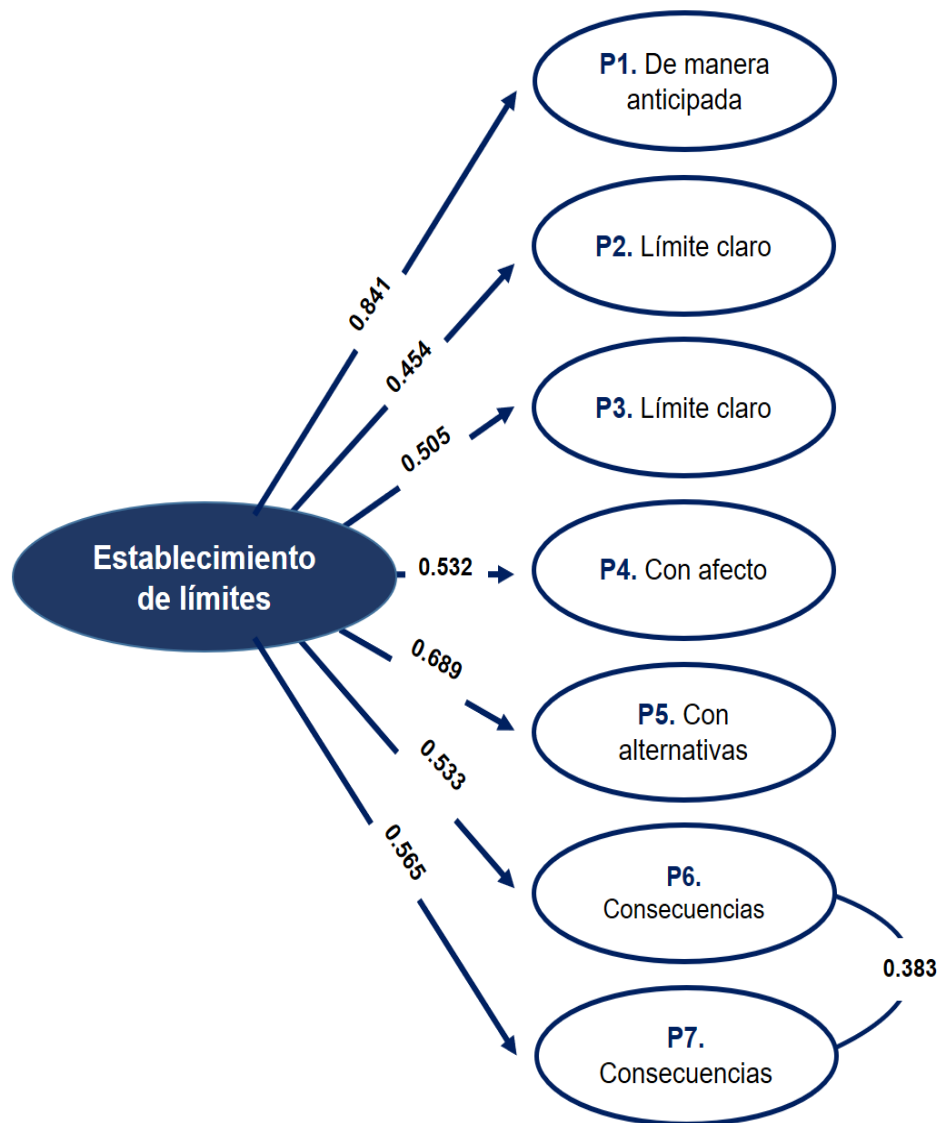 P1. De manera
anticipada
0.841
P2. Límite claro
0.454
P3. Límite claro
0.505
Establecimiento
de límites
0.532
P4. Con afecto
0.689
P5. Con
alternativas
0.533
P6.
Consecuencias
0.565
0.383
P7.
Consecuencias